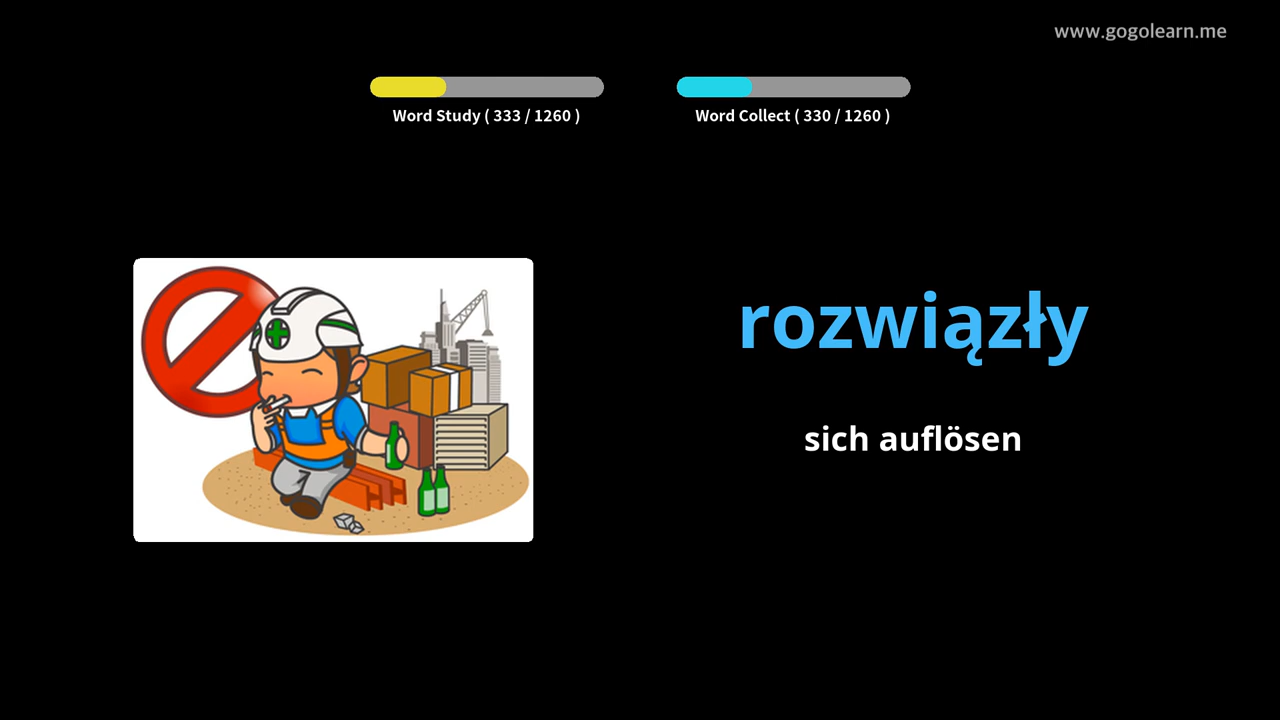 www.gogolearn.me
Word Study ( 333 / 1260 )
Word Collect ( 330 / 1260 )
rozwiązły
sich auflösen